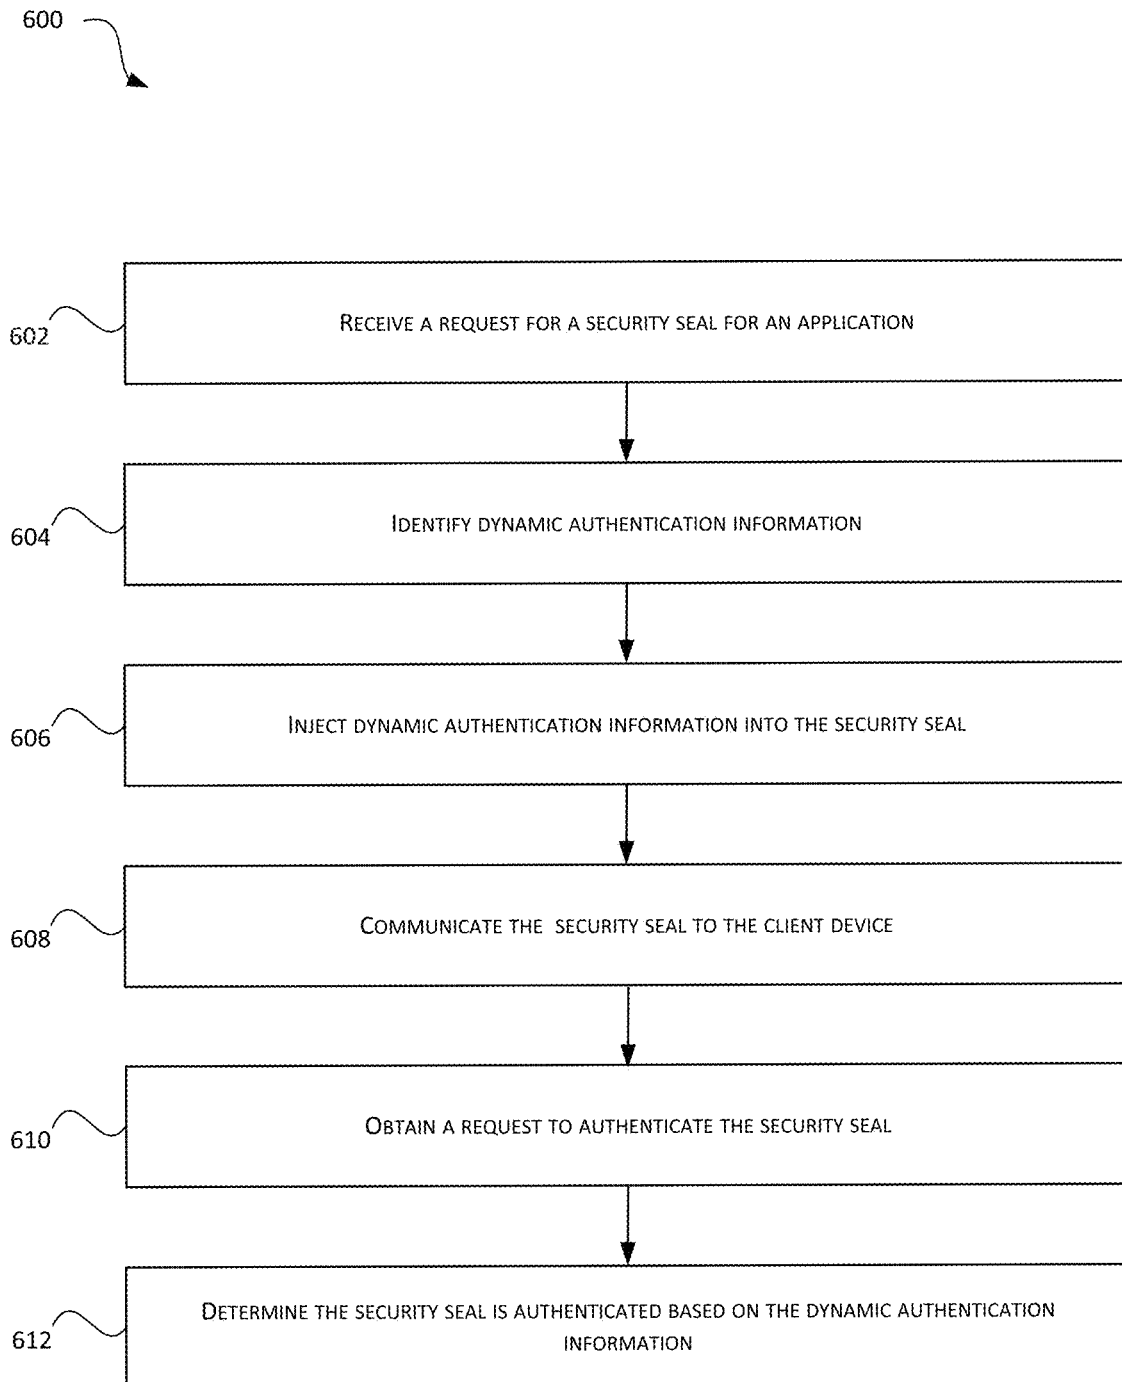 600
602
RECEIVE A REQUEST FOR A SECURITY SEAL FOR AN APPLICATION
604
IDENTIFY DYNAMIC AUTHENTICATION INFORMATION
606
INJECT DYNAMIC AUTHENTICATION INFORMATION INTO THE SECURITY SEAL
608
COMMUNICATE THE SECURITY SEAL TO THE CLIENT DEVICE
610
OBTAIN A REQUEST TO AUTHENTICATE THE SECURITY SEAL
612
DETERMINE THE SECURITY SEAL IS AUTHENTICATED BASED ON THE DYNAMIC AUTHENTICATION
INFORMATION